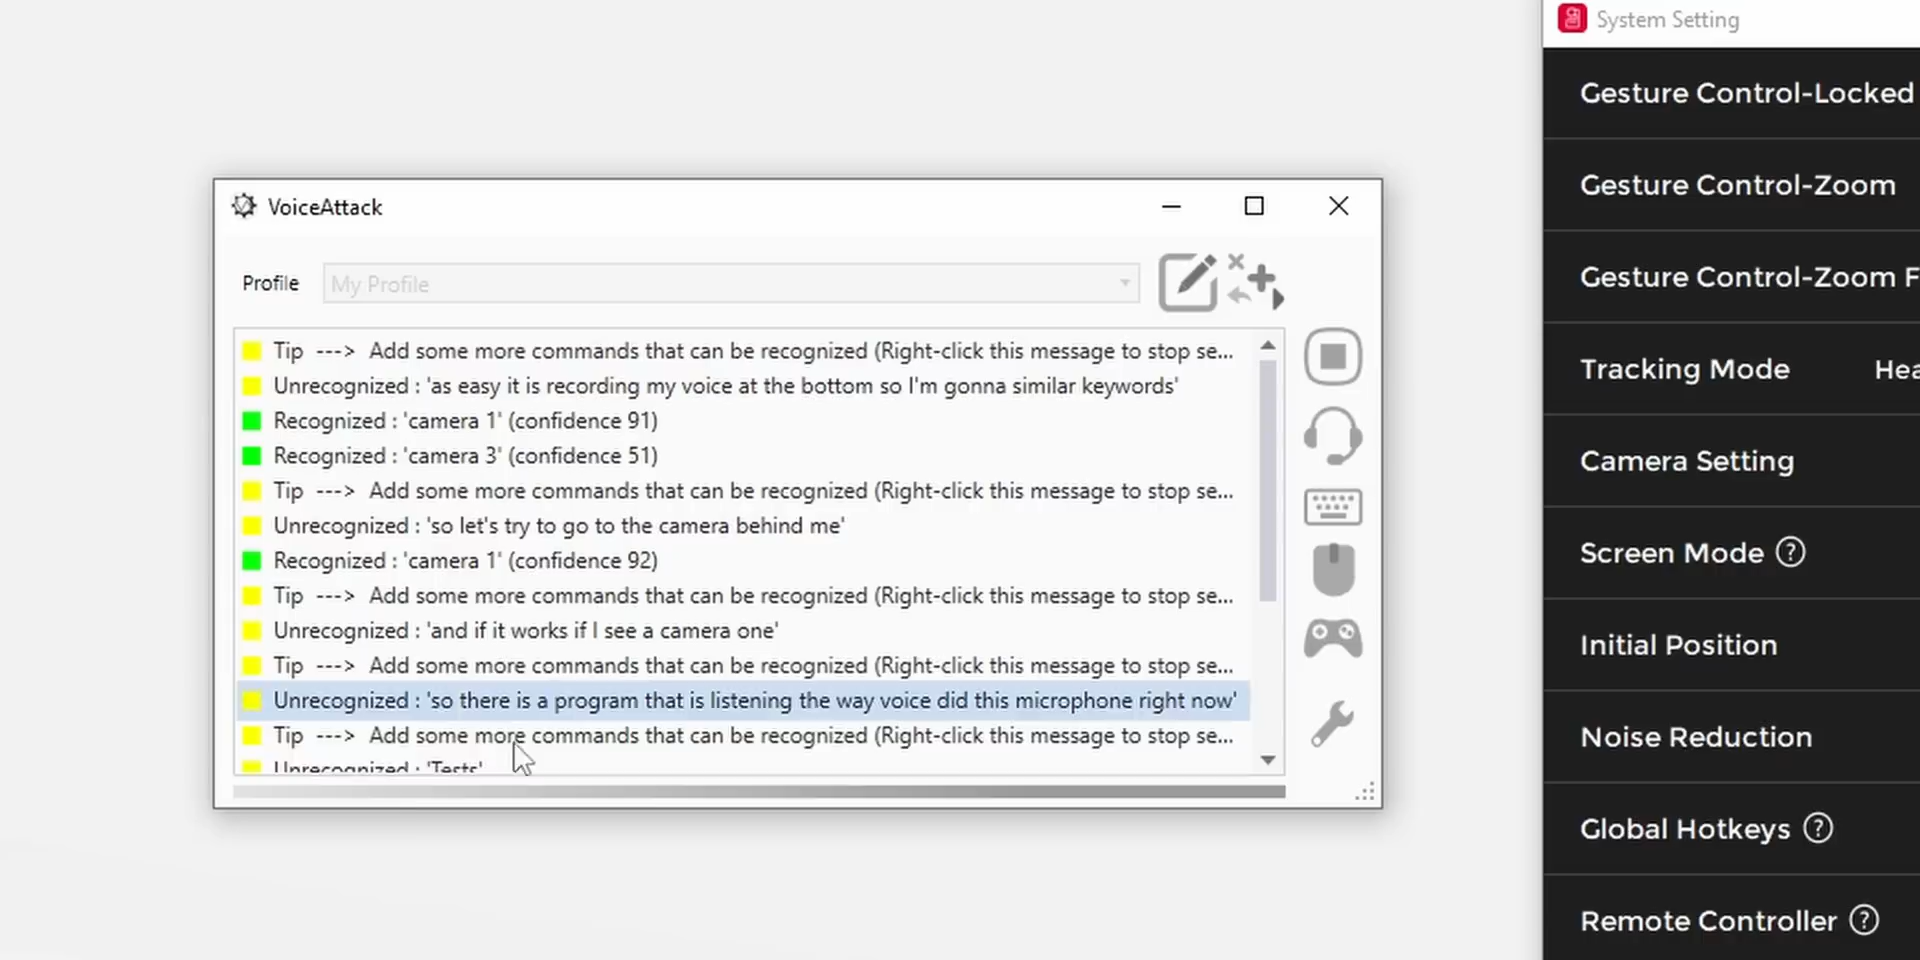 System Setting
Gesture Control-Locked
Gesture Control-Zoom
Gesture Control-Zoom F
Tracking Mode Hea
Camera Setting
Screen Mode ?
Initial Position
Noise Reduction
Global Hotkeys ?
Remote Controller ?
VoiceAttack
Profile My Profile
Tip ---> Add some more commands that can be recognized (Right-click this message to stop se...
Unrecognized : 'as easy it is recording my voice at the bottom so I'm gonna similar keywords'
Recognized : 'camera 1' (confidence 91)
Recognized : 'camera 3' (confidence 51)
Tip ---> Add some more commands that can be recognized (Right-click this message to stop se...
Unrecognized : 'so let's try to go to the camera behind me'
Recognized : 'camera 1' (confidence 92)
Tip ---> Add some more commands that can be recognized (Right-click this message to stop se...
Unrecognized : 'and if it works if I see a camera one'
Tip ---> Add some more commands that can be recognized (Right-click this message to stop se...
Unrecognized : 'so there is a program that is listening the way voice did this microphone right now'
Tip ---> Add some more commands that can be recognized (Right-click this message to stop se...
Unrecognized : 'Tests'